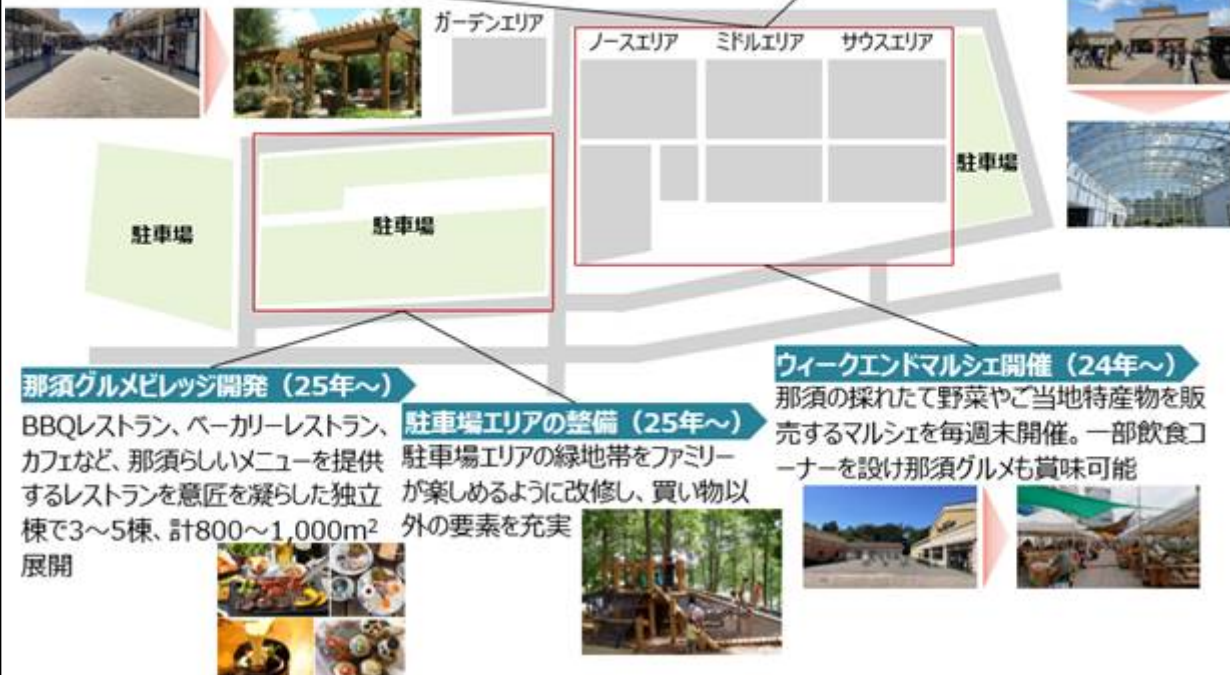 ガーデンエリア
ノースエリア
ミドルエリア
サウスエリア
駐車場
駐車場
駐車場
那須グルメビレッジ開発（25年～）
BBQレストラン、ベーカリーレストラン、
カフェなど、那須らしいメニューを提供
するレストランを意匠を凝らした独立
棟で3～5棟、計800～1,000m²
展開
駐車場エリアの整備（25年～）
駐車場エリアの緑地帯をファミリー
が楽しめるように改修し、買い物以
外の要素を充実
ウィークエンドマルシェ開催（24年～）
那須の採れたて野菜やご当地特産物を販
売するマルシェを毎週末開催。一部飲食コ
ーナーを設け那須グルメも賞味可能